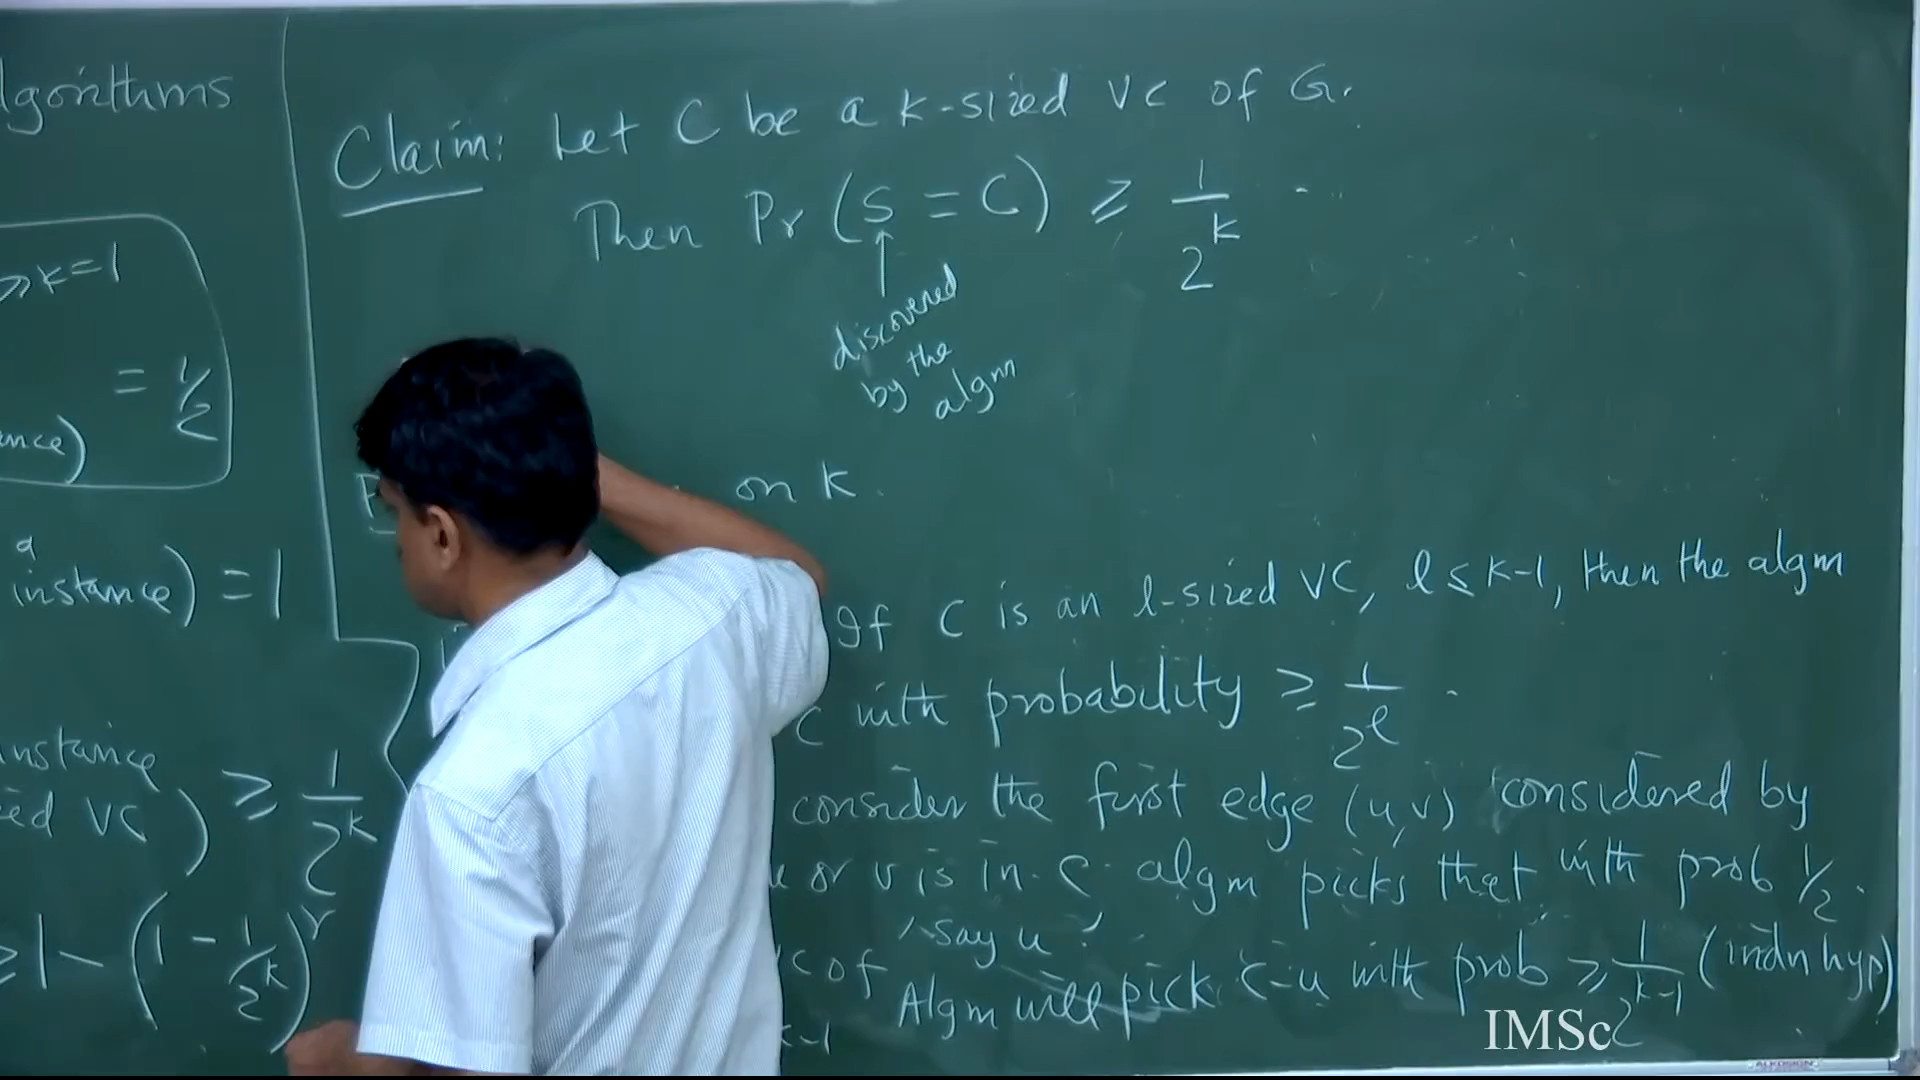 lgorithms
k=1
= 1/2
ance)
a
instance) = 1
instance
ed VC) ≥ 1/2^k
≥ 1 - (1 - 1/2^k)^r
Claim: Let C be a k-sized VC of G.
Then Pr (S = C) ≥ 1/2^k
discovered
by the
algm
on k.
If C is an l-sized VC, l ≤ k-1, then the algm
C with probability ≥ 1/2^l.
consider the first edge (u,v) considered by
u or v is in C. algm picks that with prob 1/2.
say u
C of
Algm will pick C-u with prob ≥ 1/2^(k-1) (indn hyp)
k-1
IMSc